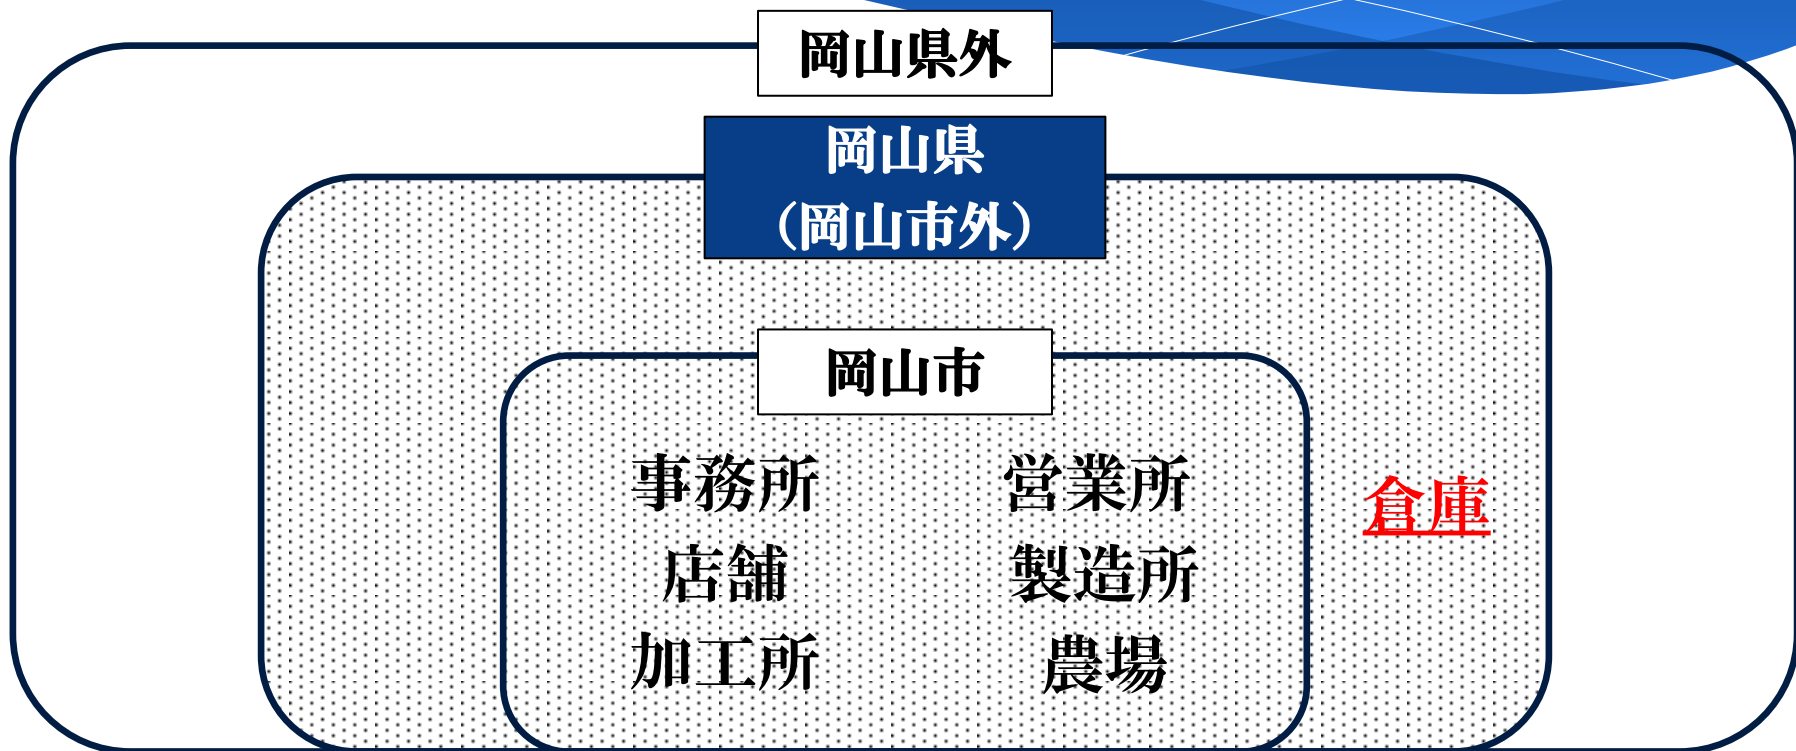 岡山県外
岡山県
（岡山市外）
岡山市
事務所 営業所
店舗 製造所
加工所 農場
倉庫